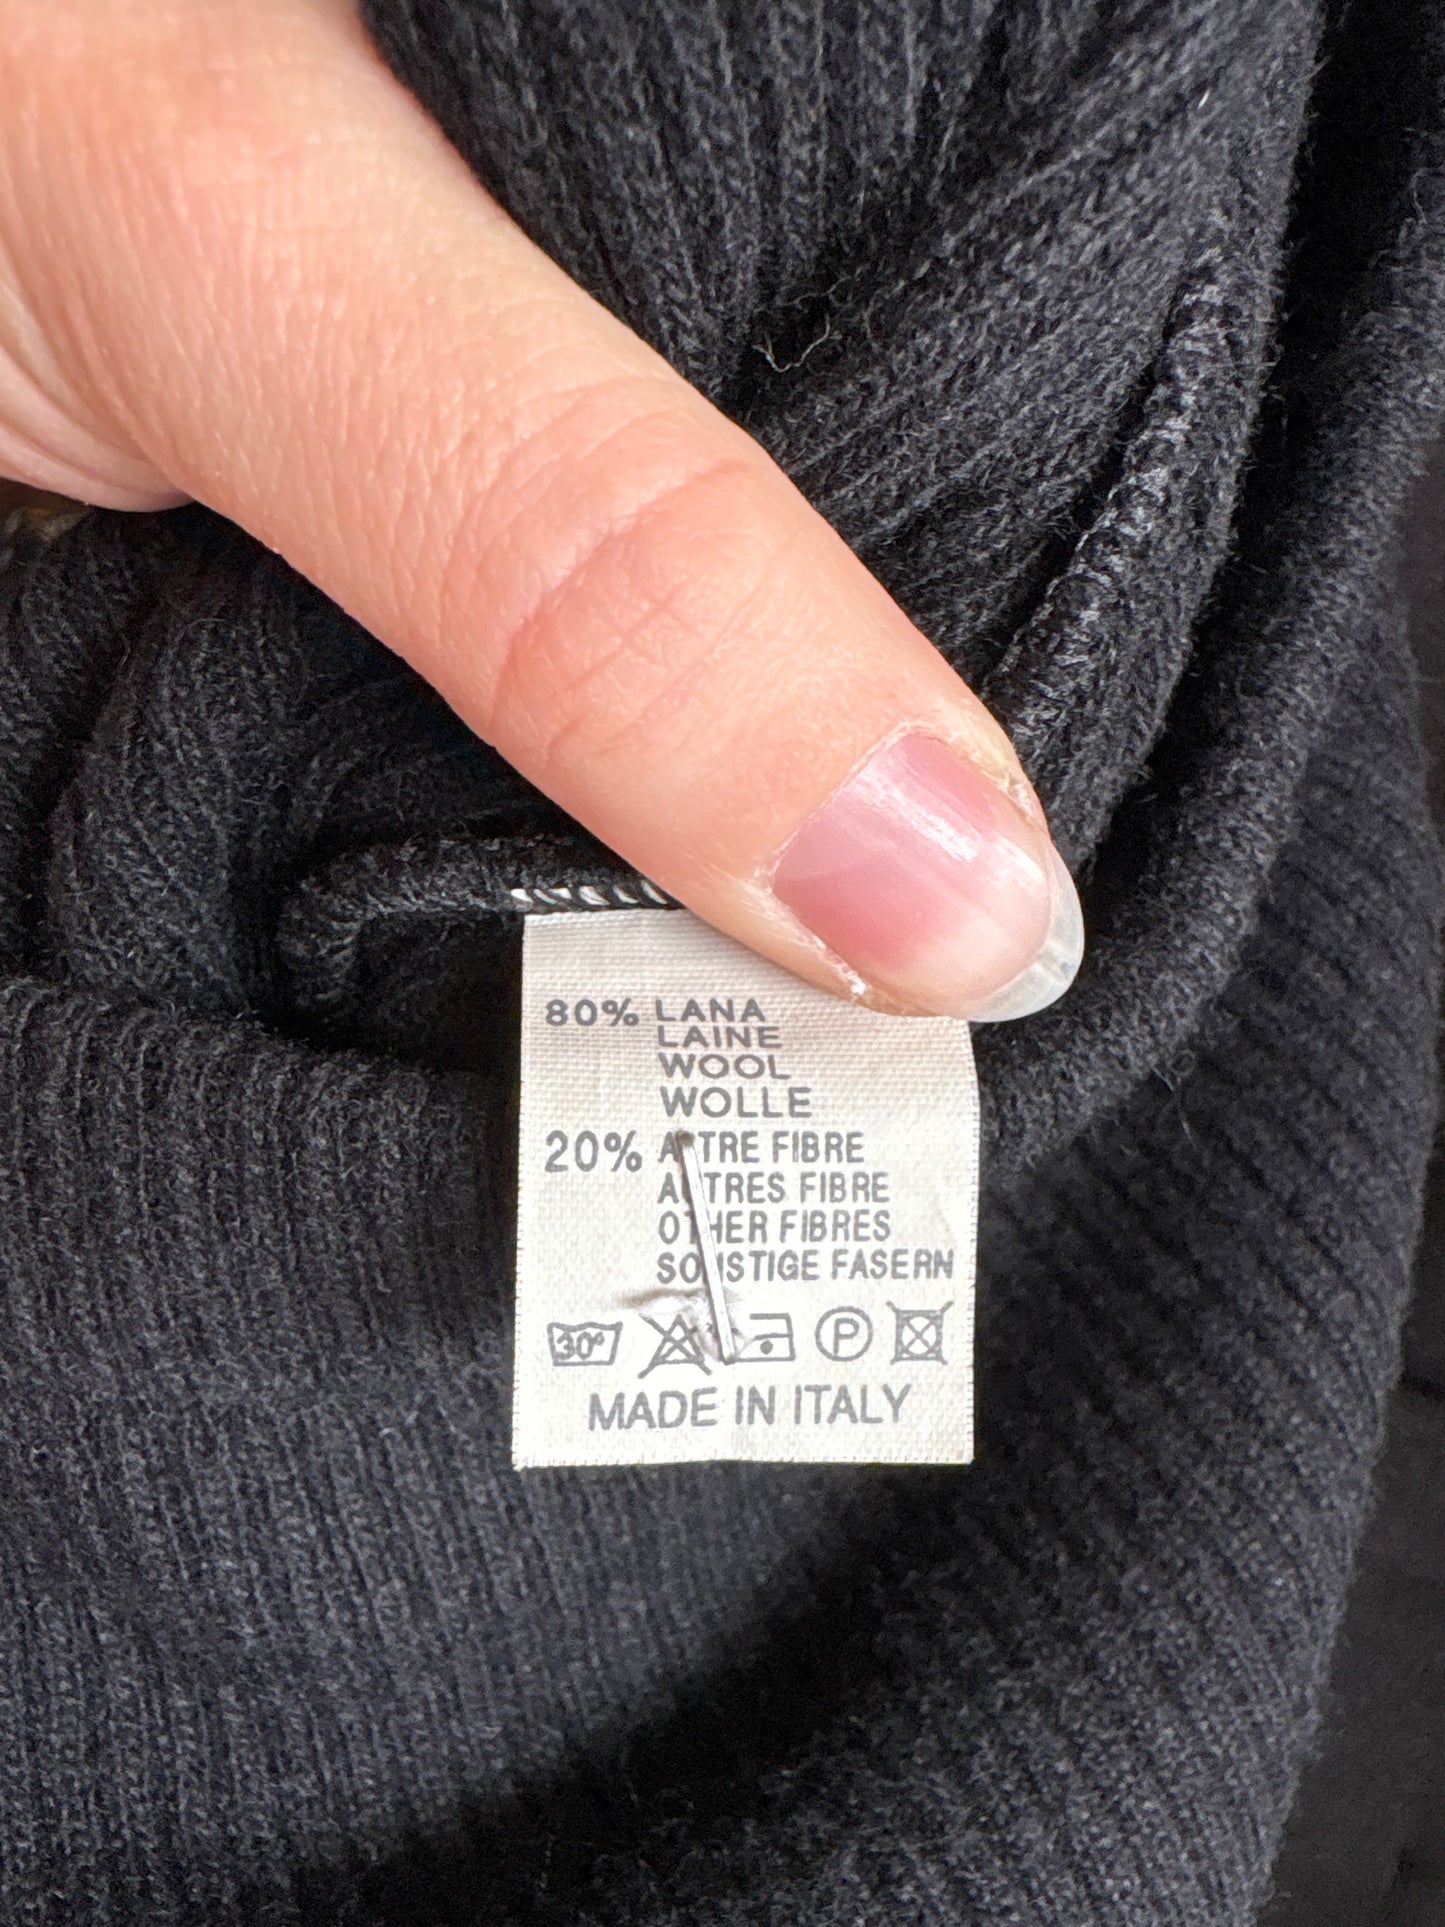 80% LANA
LAINE
WOOL
WOLLE
20% ALTRE FIBRE
AUTRES FIBRE
OTHER FIBRES
SONSTIGE FASERN
30° P
MADE IN ITALY